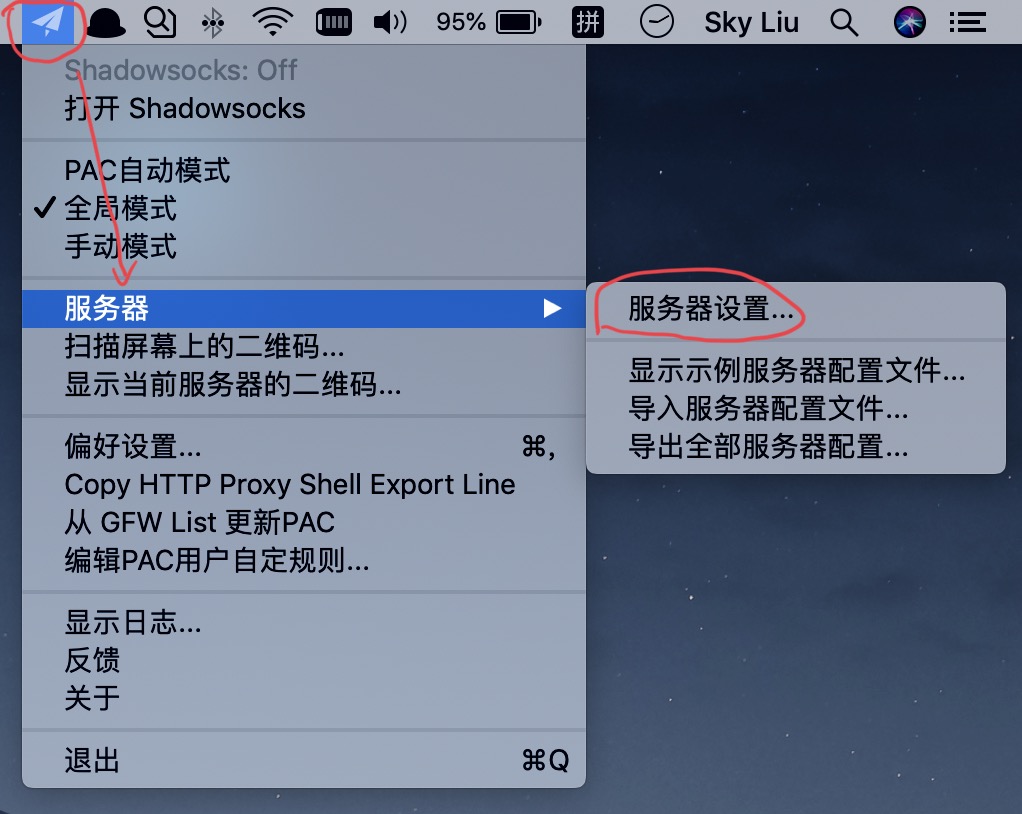 95%
拼
Sky Liu
Shadowsocks: Off
打开 Shadowsocks
PAC自动模式
✓ 全局模式
手动模式
服务器 ▶
扫描屏幕上的二维码...
显示当前服务器的二维码...
偏好设置... ⌘,
Copy HTTP Proxy Shell Export Line
从 GFW List 更新PAC
编辑PAC用户自定规则...
显示日志...
反馈
关于
退出 ⌘Q
服务器设置...
显示示例服务器配置文件...
导入服务器配置文件...
导出全部服务器配置...